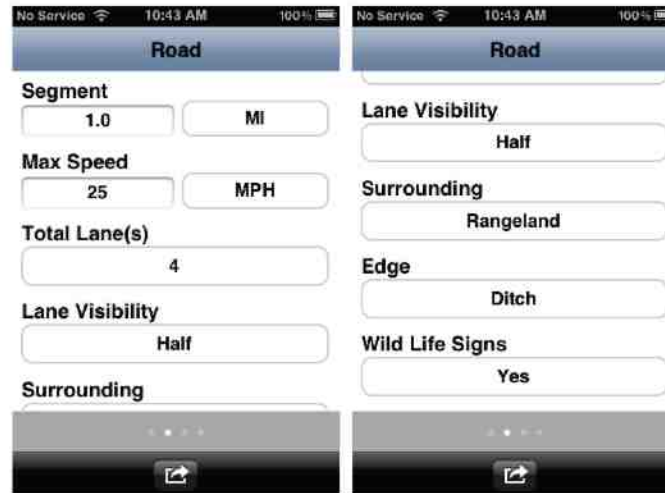 No Service 10:43 AM 100%
Road
Segment
1.0 MI
Max Speed
25 MPH
Total Lane(s)
4
Lane Visibility
Half
Surrounding
No Service 10:43 AM 100%
Road
Lane Visibility
Half
Surrounding
Rangeland
Edge
Ditch
Wild Life Signs
Yes